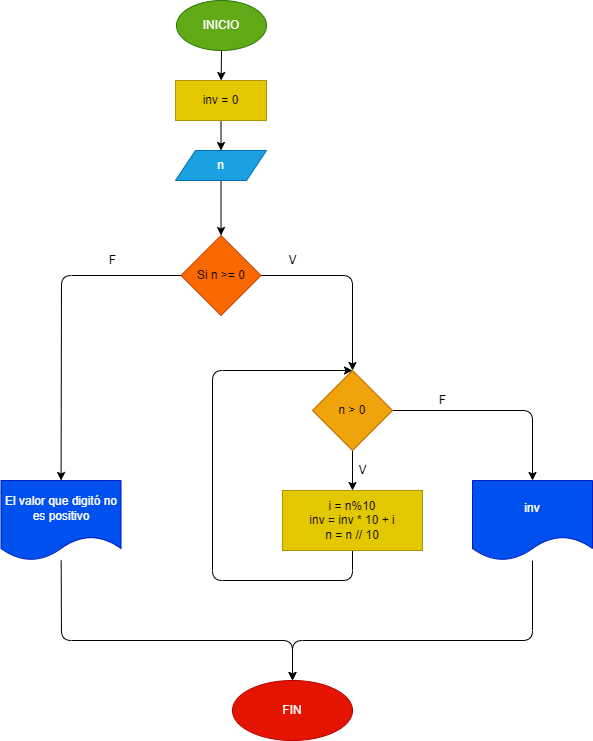 INICIO
inv = 0
n
Si n >= 0
F
V
n > 0
F
V
El valor que digitó no
es positivo
i = n%10
inv = inv * 10 + i
n = n // 10
inv
FIN